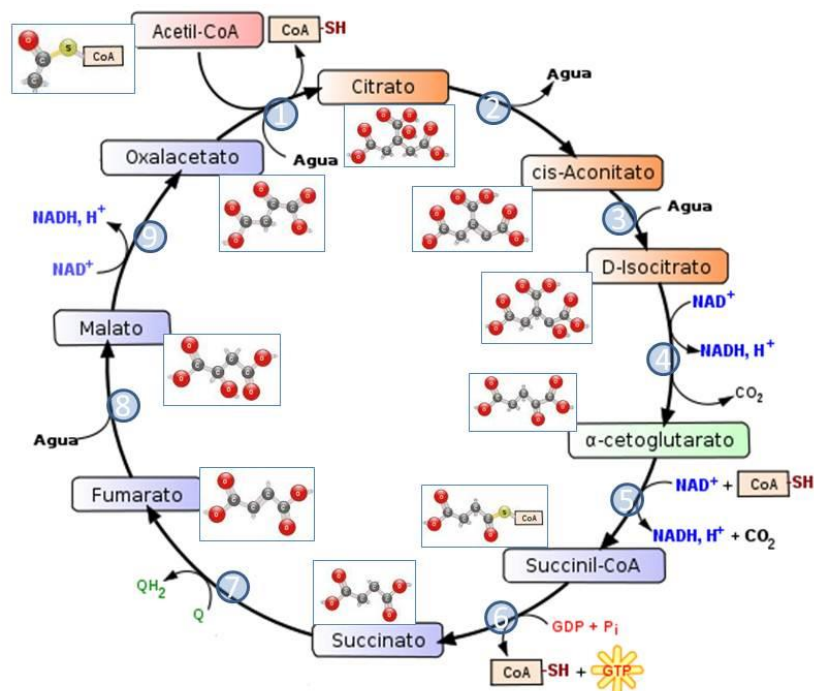 Acetil-CoA
CoA-SH
S
CoA
O
C
C
Citrato
1
2
Agua
Agua
Oxalacetato
cis-Aconitato
3
Agua
NADH, H+
9
NAD+
D-Isocitrato
NAD+
NADH, H+
4
CO2
Malato
α-cetoglutarato
8
Agua
Fumarato
5
NAD+ + CoA-SH
NADH, H+ + CO2
S
CoA
Succinil-CoA
QH2
7
Q
6
GDP + Pi
Succinato
CoA-SH + GTP